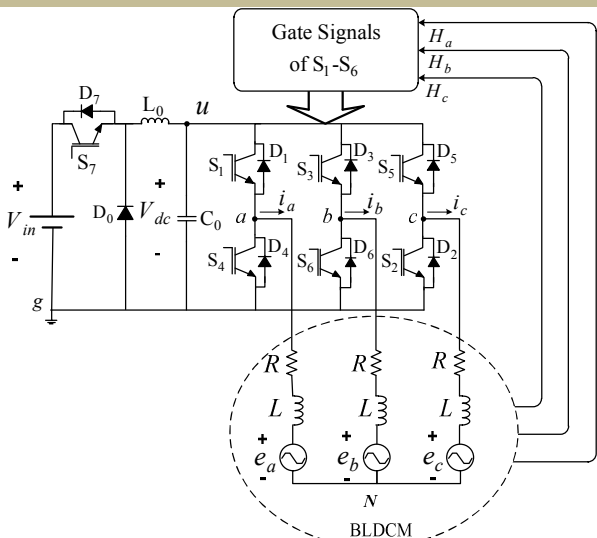 Gate Signals
of S1-S6
Ha
Hb
Hc
D7
S7
L0
u
Vin
+
-
D0
+
Vdc
-
C0
g
S1
D1
S3
D3
S5
D5
a
ia
b
ib
c
ic
S4
D4
S6
D6
S2
D2
R
R
R
L
L
L
+
ea
-
+
eb
-
+
ec
-
N
BLDCM